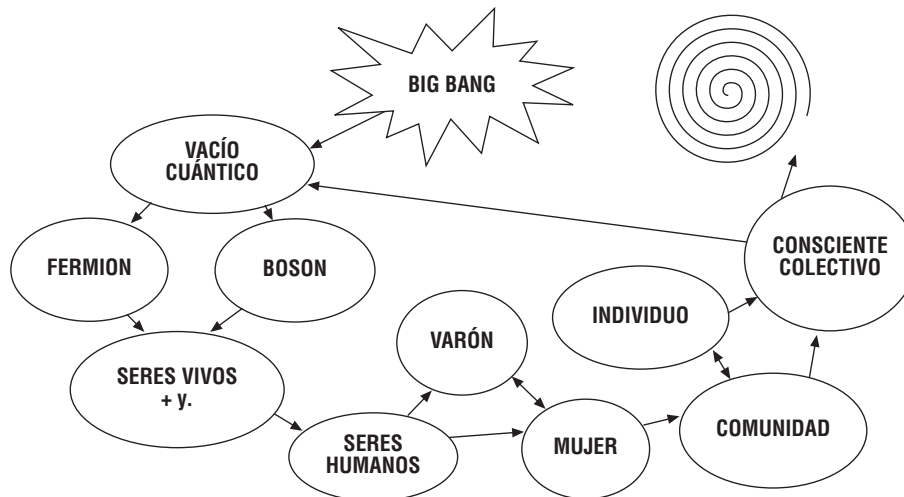 BIG BANG
VACÍO
CUÁNTICO
FERMION
BOSON
CONSCIENTE
COLECTIVO
INDIVIDUO
VARÓN
SERES VIVOS
+ y.
SERES
HUMANOS
MUJER
COMUNIDAD